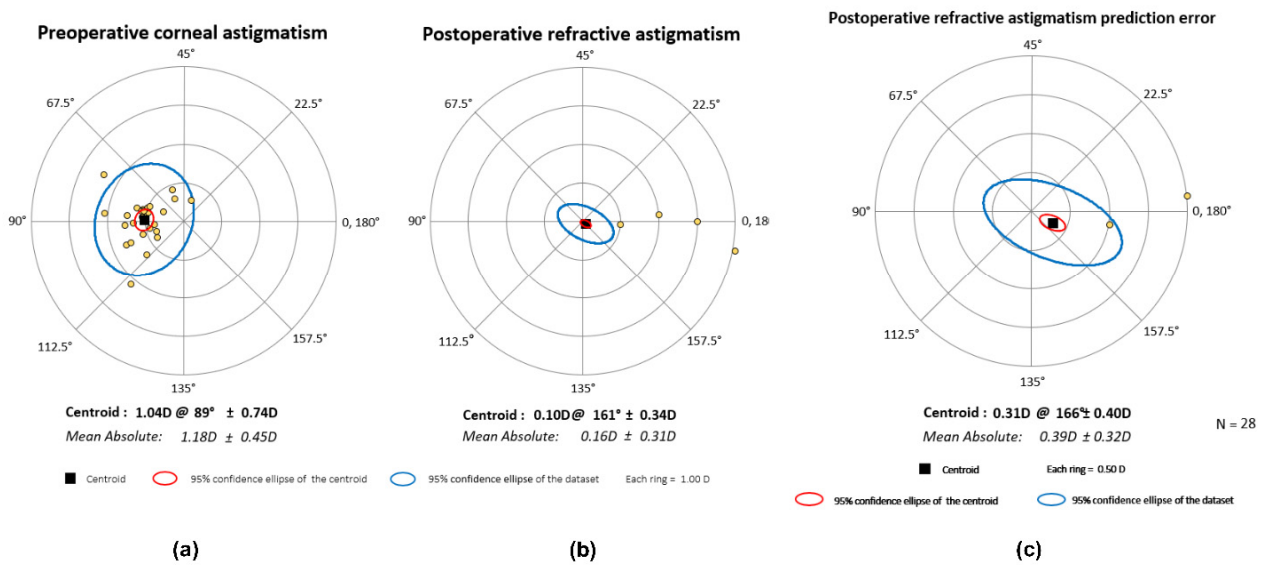 Preoperative corneal astigmatism
45°
67.5°
22.5°
90°
0, 180°
112.5°
157.5°
135°
Centroid : 1.04D @ 89° ± 0.74D
Mean Absolute: 1.18D ± 0.45D
Postoperative refractive astigmatism
45°
67.5°
22.5°
90°
0, 18
112.5°
157.5°
135°
Centroid : 0.10D @ 161° ± 0.34D
Mean Absolute: 0.16D ± 0.31D
Centroid
95% confidence ellipse of the centroid
95% confidence ellipse of the dataset
Each ring = 1.00 D
Postoperative refractive astigmatism prediction error
45°
67.5°
22.5°
90°
0, 180°
112.5°
157.5°
135°
Centroid : 0.31D @ 166°± 0.40D
Mean Absolute: 0.39D ± 0.32D
N = 28
Centroid
Each ring = 0.50 D
95% confidence ellipse of the centroid
95% confidence ellipse of the dataset
(a)
(b)
(c)